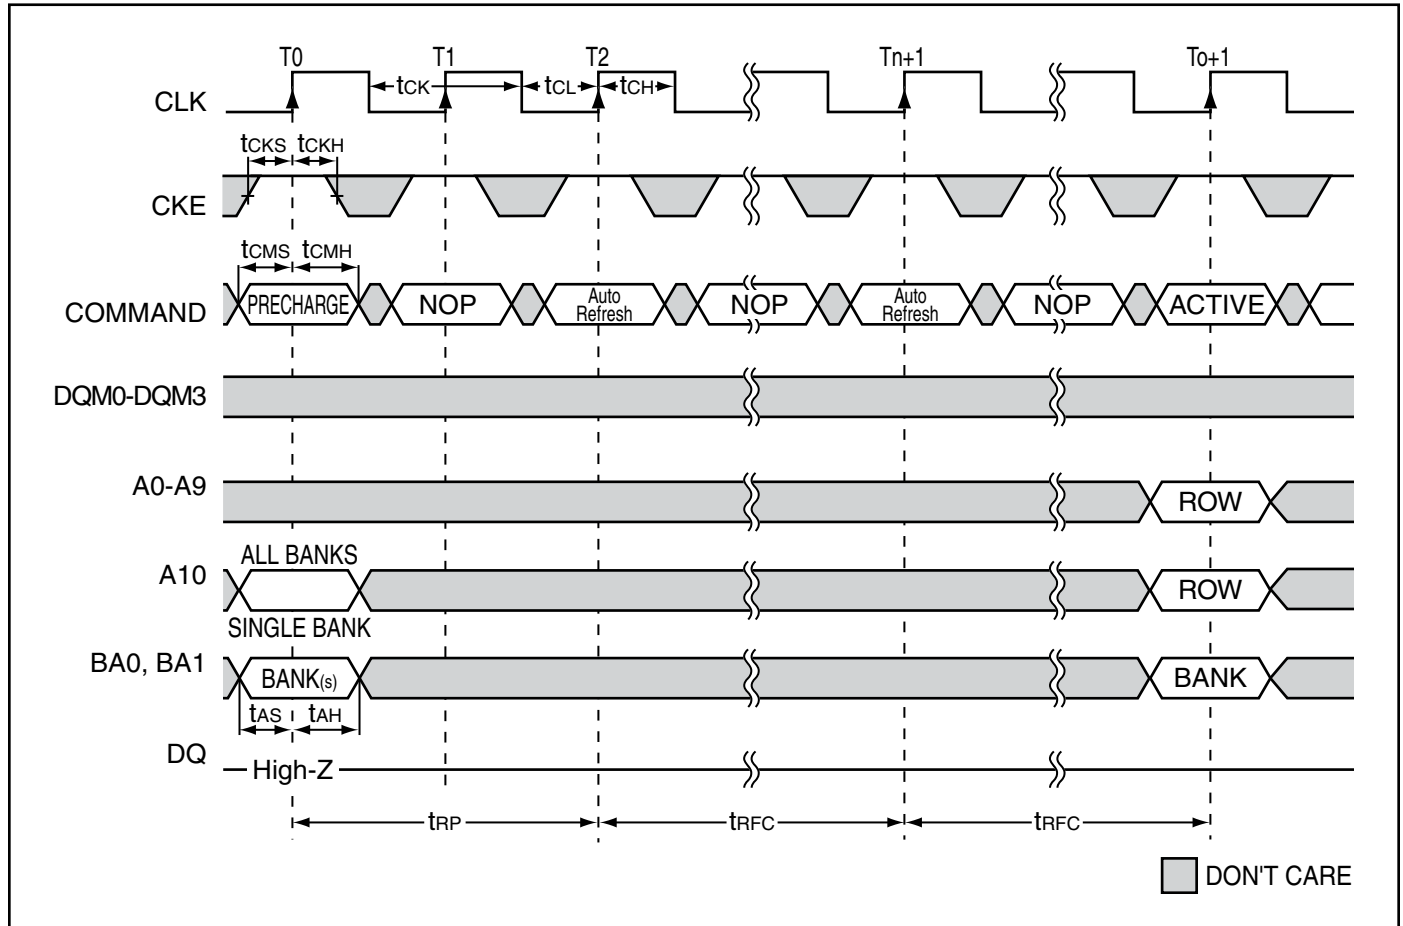 T0 T1 T2 Tn+1 To+1
CLK tCK tCL tCH
tCKS tCKH
CKE
tCMS tCMH
COMMAND PRECHARGE NOP Auto Refresh NOP Auto Refresh NOP ACTIVE
DQM0-DQM3
A0-A9 ROW
ALL BANKS
A10 ROW
SINGLE BANK
BA0, BA1 BANK(s) BANK
tAS tAH
DQ High-Z
tRP tRFC tRFC
DON'T CARE